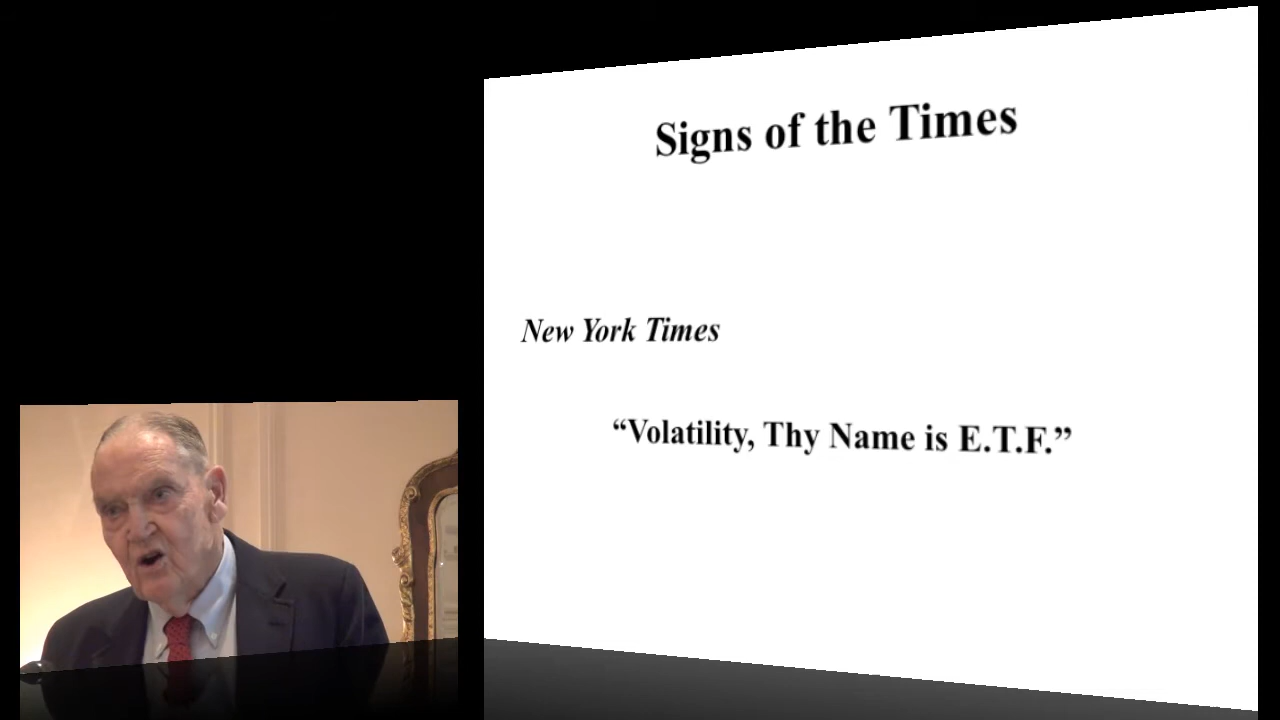 Signs of the Times
New York Times
“Volatility, Thy Name is E.T.F.”